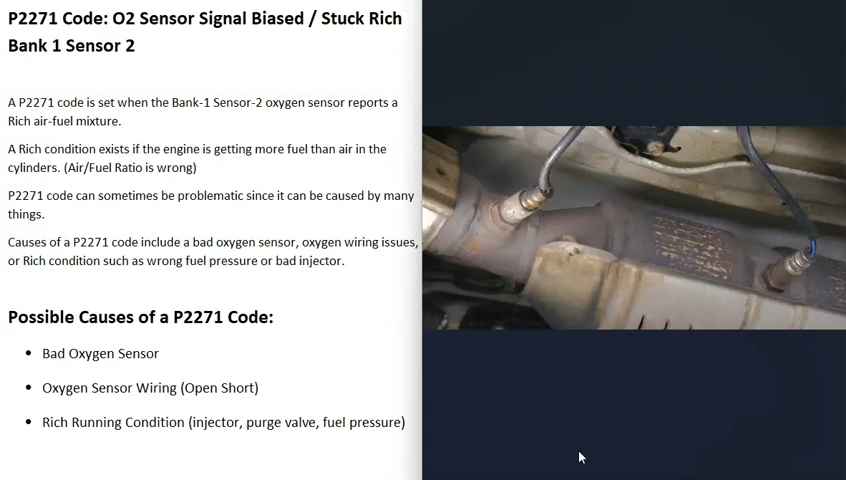 P2271 Code: O2 Sensor Signal Biased / Stuck Rich
Bank 1 Sensor 2
A P2271 code is set when the Bank-1 Sensor-2 oxygen sensor reports a
Rich air-fuel mixture.
A Rich condition exists if the engine is getting more fuel than air in the
cylinders. (Air/Fuel Ratio is wrong)
P2271 code can sometimes be problematic since it can be caused by many
things.
Causes of a P2271 code include a bad oxygen sensor, oxygen wiring issues,
or Rich condition such as wrong fuel pressure or bad injector.
Possible Causes of a P2271 Code:
• Bad Oxygen Sensor
• Oxygen Sensor Wiring (Open Short)
• Rich Running Condition (injector, purge valve, fuel pressure)